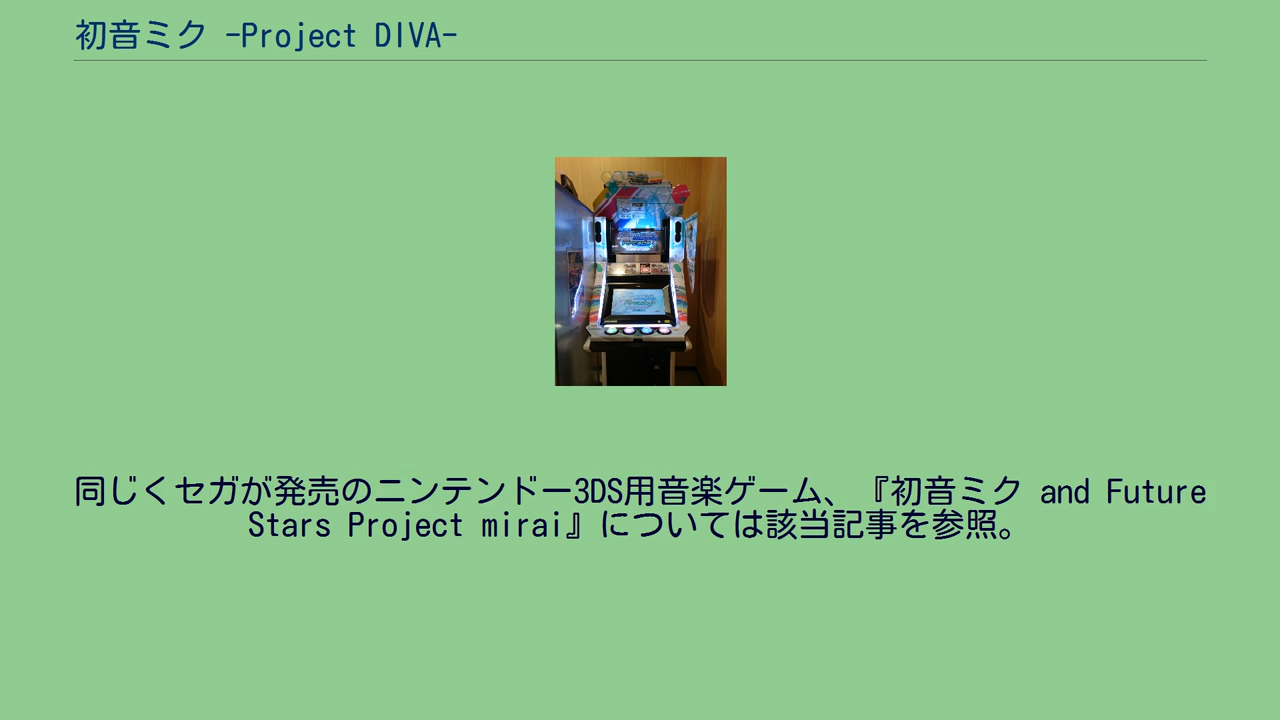 初音ミク -Project DIVA-
同じくセガが発売のニンテンドー3DS用音楽ゲーム、『初音ミク and Future
Stars Project mirai』については該当記事を参照。